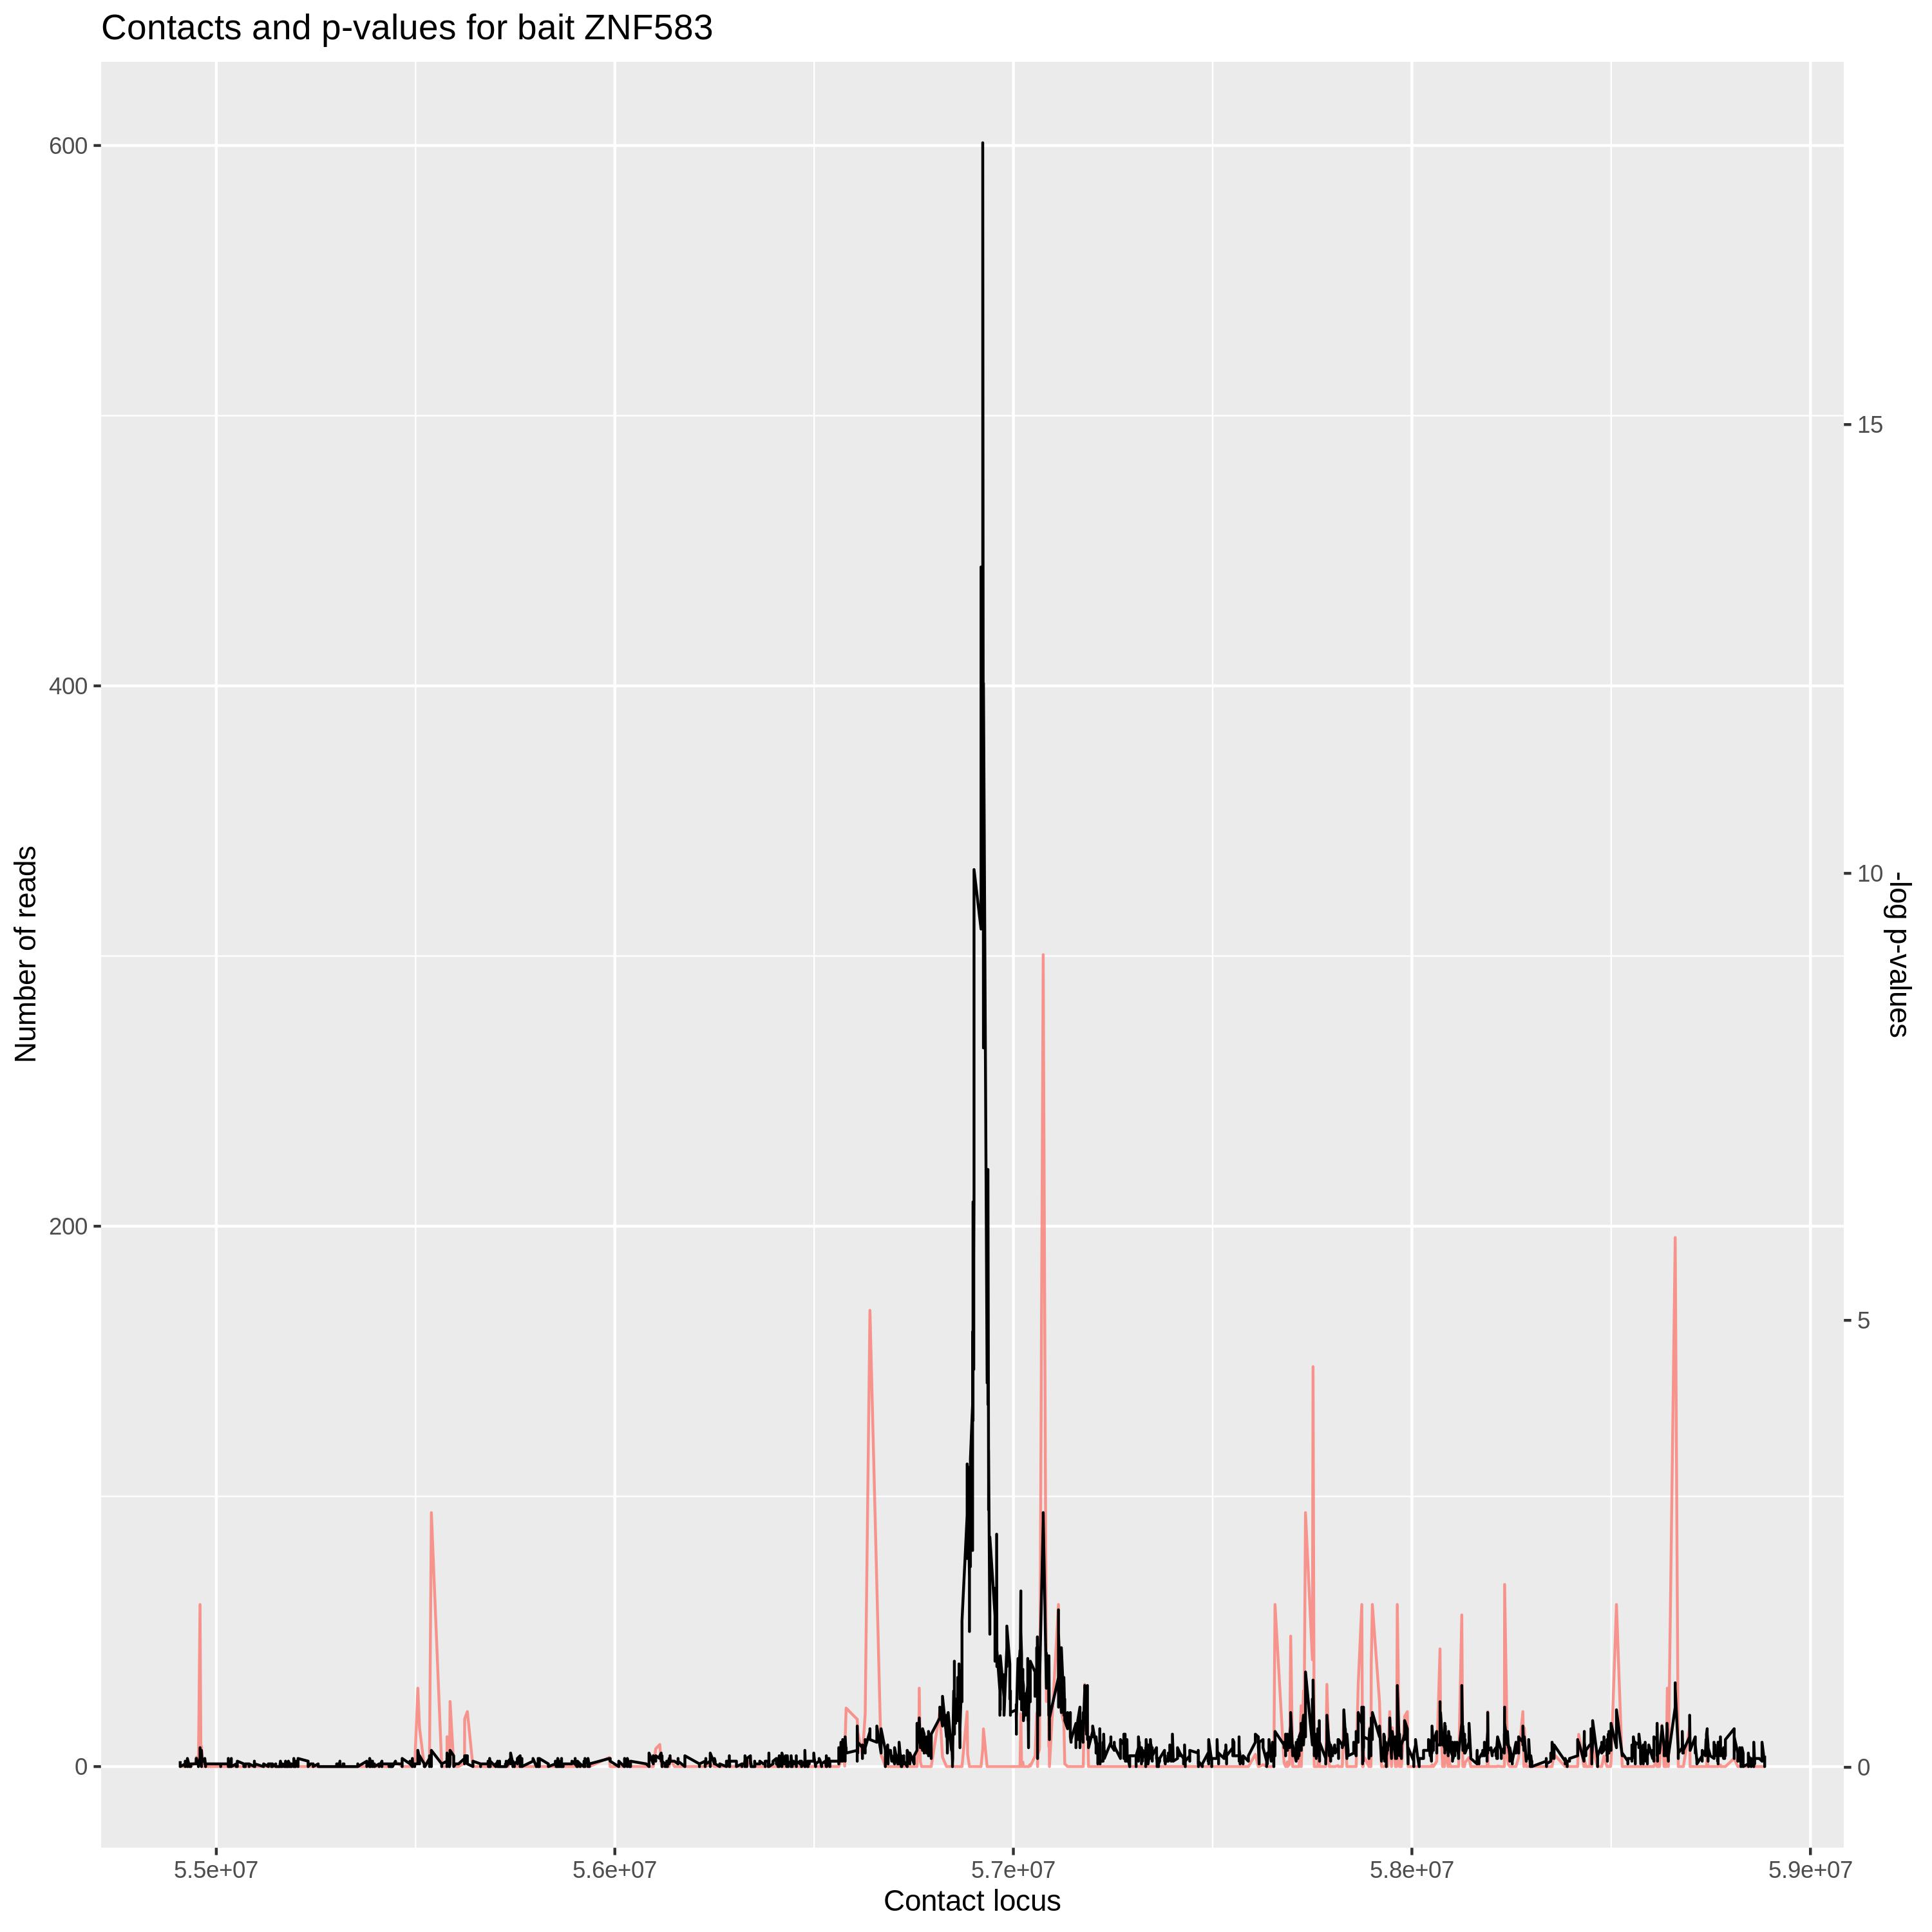 Contacts and p-values for bait ZNF583
600
400
200
0
15
10
5
0
Number of reads
-log p-values
5.5e+07 5.6e+07 5.7e+07 5.8e+07 5.9e+07
Contact locus